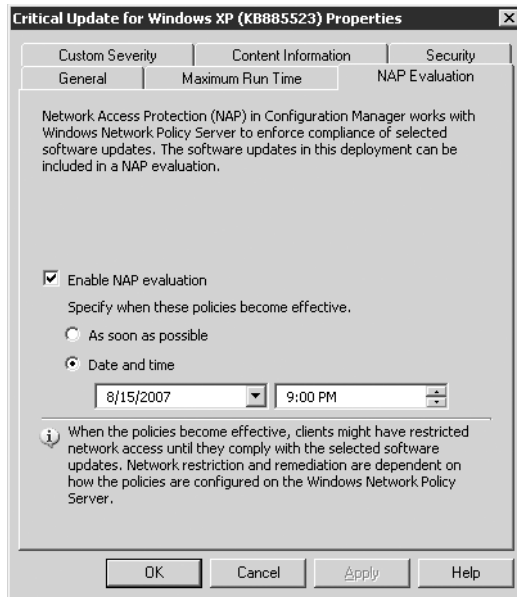 Critical Update for Windows XP (KB885523) Properties
Custom Severity Content Information Security
General Maximum Run Time NAP Evaluation
Network Access Protection (NAP) in Configuration Manager works with
Windows Network Policy Server to enforce compliance of selected
software updates. The software updates in this deployment can be
included in a NAP evaluation.
Enable NAP evaluation
Specify when these policies become effective.
As soon as possible
Date and time
8/15/2007 9:00 PM
When the policies become effective, clients might have restricted
network access until they comply with the selected software
updates. Network restriction and remediation are dependent on
how the policies are configured on the Windows Network Policy
Server.
OK Cancel Apply Help